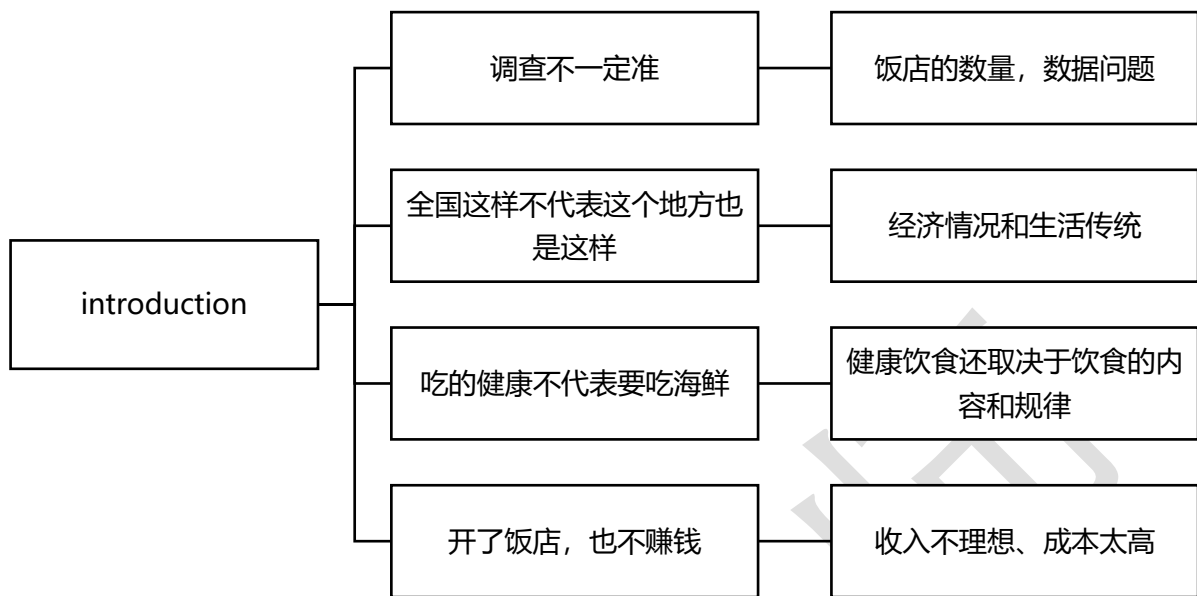 introduction
调查不一定准
饭店的数量，数据问题
全国这样不代表这个地方也
是这样
经济情况和生活传统
吃的健康不代表要吃海鲜
健康饮食还取决于饮食的内
容和规律
开了饭店，也不赚钱
收入不理想、成本太高